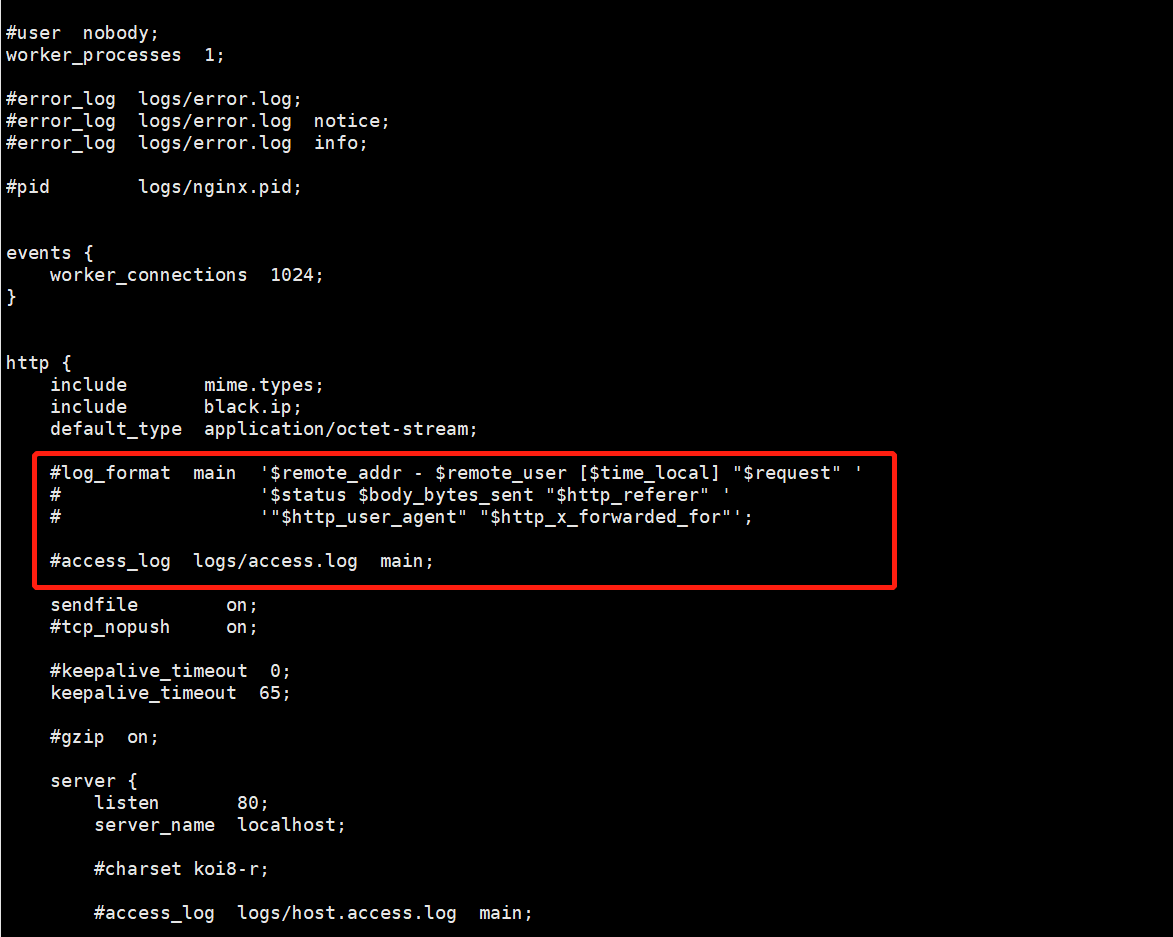 #user  nobody;
worker_processes  1;
#error_log  logs/error.log;
#error_log  logs/error.log  notice;
#error_log  logs/error.log  info;
#pid        logs/nginx.pid;
events {
    worker_connections  1024;
}
http {
    include       mime.types;
    include       black.ip;
    default_type  application/octet-stream;
    #log_format  main  '$remote_addr - $remote_user [$time_local] "$request" '
    #                  '$status $body_bytes_sent "$http_referer" '
    #                  '"$http_user_agent" "$http_x_forwarded_for"';
    #access_log  logs/access.log  main;
    sendfile        on;
    #tcp_nopush     on;
    #keepalive_timeout  0;
    keepalive_timeout  65;
    #gzip  on;
    server {
        listen       80;
        server_name  localhost;
        #charset koi8-r;
        #access_log  logs/host.access.log  main;